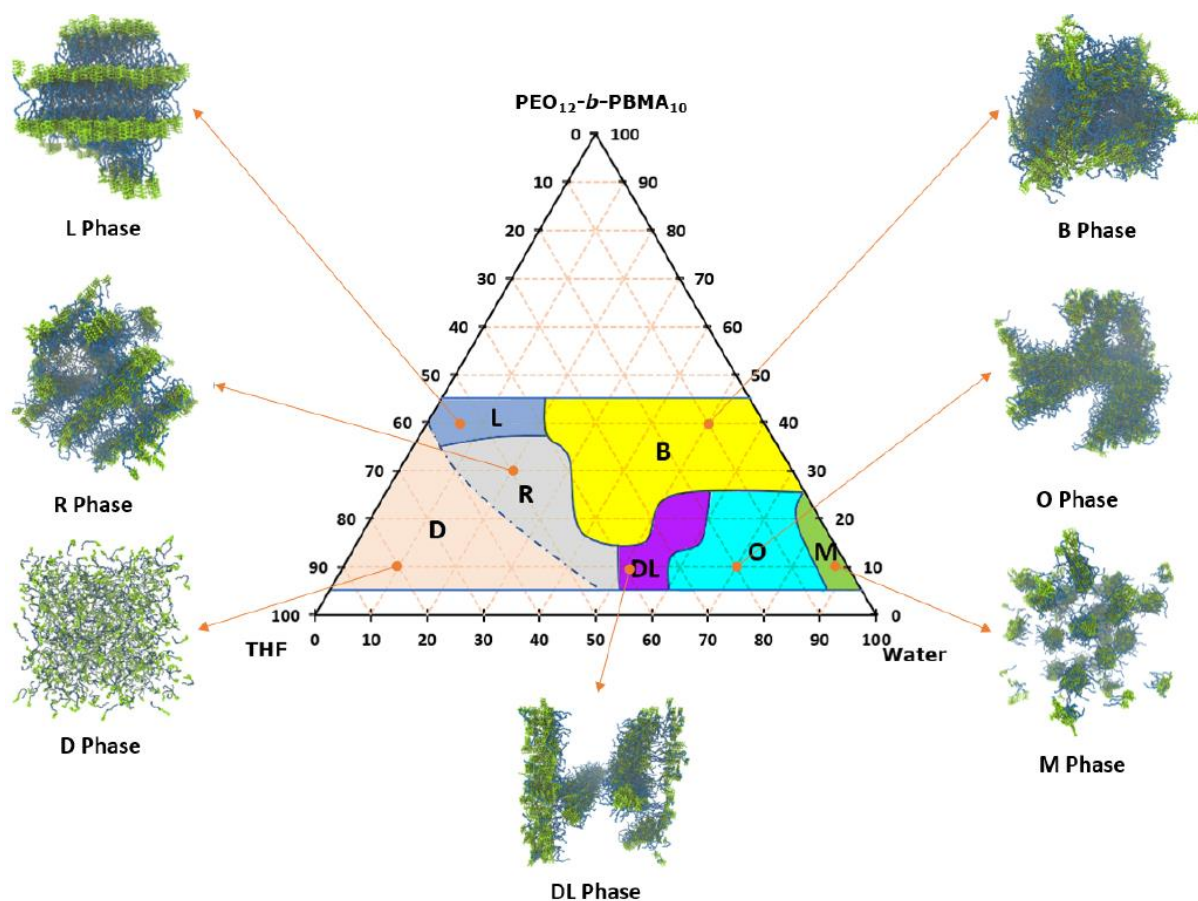 PEO12-b-PBMA10
0 100
10 90
20 80
30 70
40 60
50 50
60 40
70 30
80 20
90 10
100 0
0 10 20 30 40 50 60 70 80 90 100
THF
Water
L
B
R
D
DL
O
M
L Phase
B Phase
R Phase
O Phase
D Phase
M Phase
DL Phase